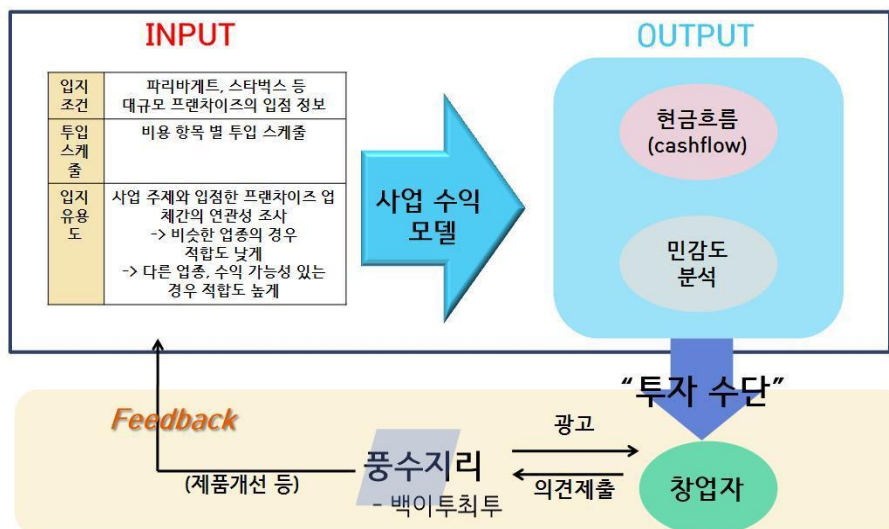 INPUT
입지
조건
파리바게트, 스타벅스 등
대규모 프랜차이즈의 입점 정보
투입
스케
줄
비용 항목 별 투입 스케줄
입지
유용
도
사업 주제와 입점한 프랜차이즈 업
체간의 연관성 조사
-> 비슷한 업종의 경우
적합도 낮게
-> 다른 업종, 수익 가능성 있는
경우 적합도 높게
사업 수익
모델
OUTPUT
현금흐름
(cashflow)
민감도
분석
“투자 수단”
Feedback
(제품개선 등)
풍수지리
- 백이투최투
광고
의견제출
창업자